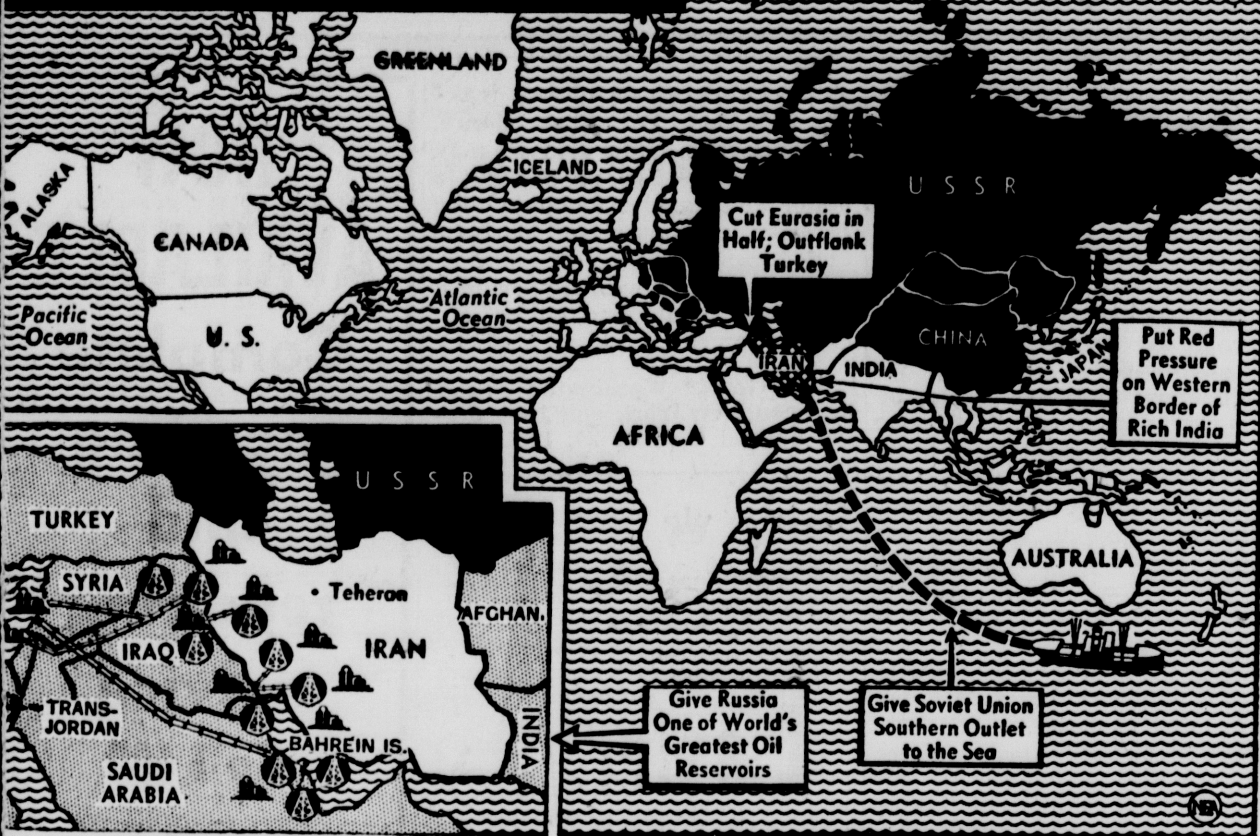 GREENLAND
ICELAND
ALASKA
CANADA
U S S R
Cut Eurasia in
Half; Outflank
Turkey
Pacific
Ocean
Atlantic
Ocean
U. S.
CHINA
IRAN
INDIA
JAPAN
Put Red
Pressure
on Western
Border of
Rich India
AFRICA
AUSTRALIA
U S S R
TURKEY
SYRIA
• Teheran
AFGHAN.
IRAQ
IRAN
TRANS-
JORDAN
BAHREIN IS.
INDIA
SAUDI
ARABIA
Give Russia
One of World's
Greatest Oil
Reservoirs
Give Soviet Union
Southern Outlet
to the Sea
NEA